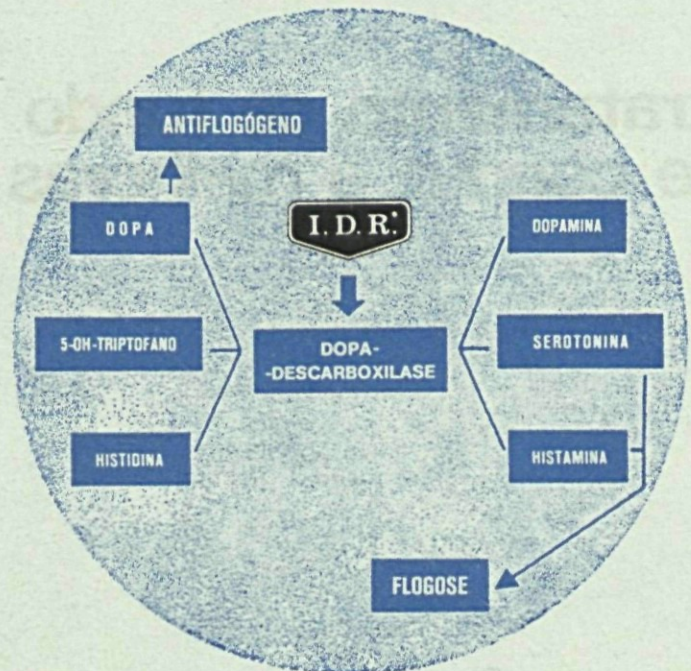 ANTIFLOGÓGENO
DOPA
I. D. R.*
DOPAMINA
5-OH-TRIPTOFANO
DOPA-
-DESCARBOXILASE
SEROTONINA
HISTIDINA
HISTAMINA
FLOGOSE